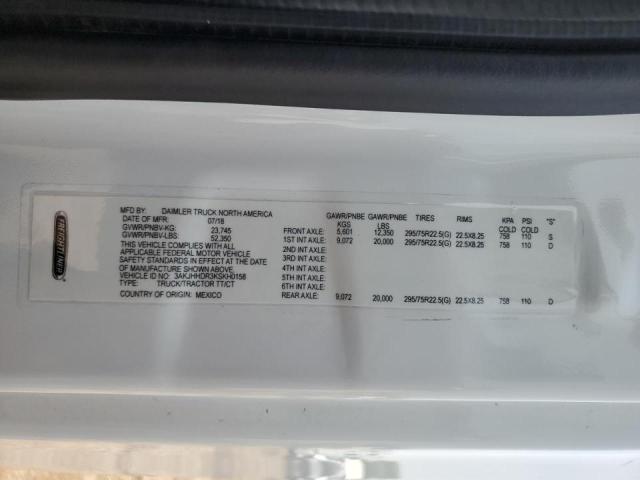 FREIGHTLINER
MFD BY: DAIMLER TRUCK NORTH AMERICA
DATE OF MFR: 07/18
GVWR/PNBV-KG: 23,745
GVWR/PNBV-LBS: 52,350
THIS VEHICLE COMPLIES WITH ALL
APPLICABLE FEDERAL MOTOR VEHICLE
SAFETY STANDARDS IN EFFECT AS DATE
OF MANUFACTURE SHOWN ABOVE.
VEHICLE ID: 3AKJHHDR3KSKH0158
TYPE: TRUCK/TRACTOR TT/CT
COUNTRY OF ORIGIN: MEXICO
GAWR/PNBE GAWR/PNBE TIRES RIMS KPA PSI "S"
KGS LBS COLD COLD
FRONT AXLE: 5,601 12,350 295/75R22.5(G) 22.5X8.25 758 110 S
1ST INT AXLE: 9,072 20,000 295/75R22.5(G) 22.5X8.25 758 110 D
2ND INT AXLE:
3RD INT AXLE:
4TH INT AXLE:
5TH INT AXLE:
6TH INT AXLE:
REAR AXLE: 9,072 20,000 295/75R22.5(G) 22.5X8.25 758 110 D